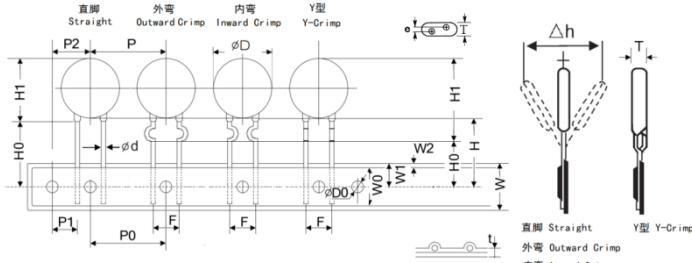 直脚 外弯 内弯 Y型
Straight Outward Crimp Inward Crimp Y-Crimp
e I
P2 P ØD
H1 H1
H0 Ød H0 H
W2
W1
W0 W
ØD0
P1 F F F
P0
t
△h T
直脚 Straight Y型 Y-Crimp
外弯 Outward Crimp